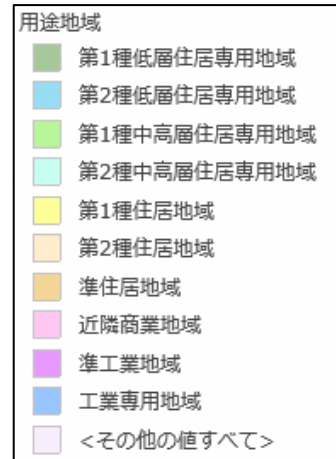 用途地域
第1種低層住居専用地域
第2種低層住居専用地域
第1種中高層住居専用地域
第2種中高層住居専用地域
第1種住居地域
第2種住居地域
準住居地域
近隣商業地域
準工業地域
工業専用地域
<その他の値すべて>